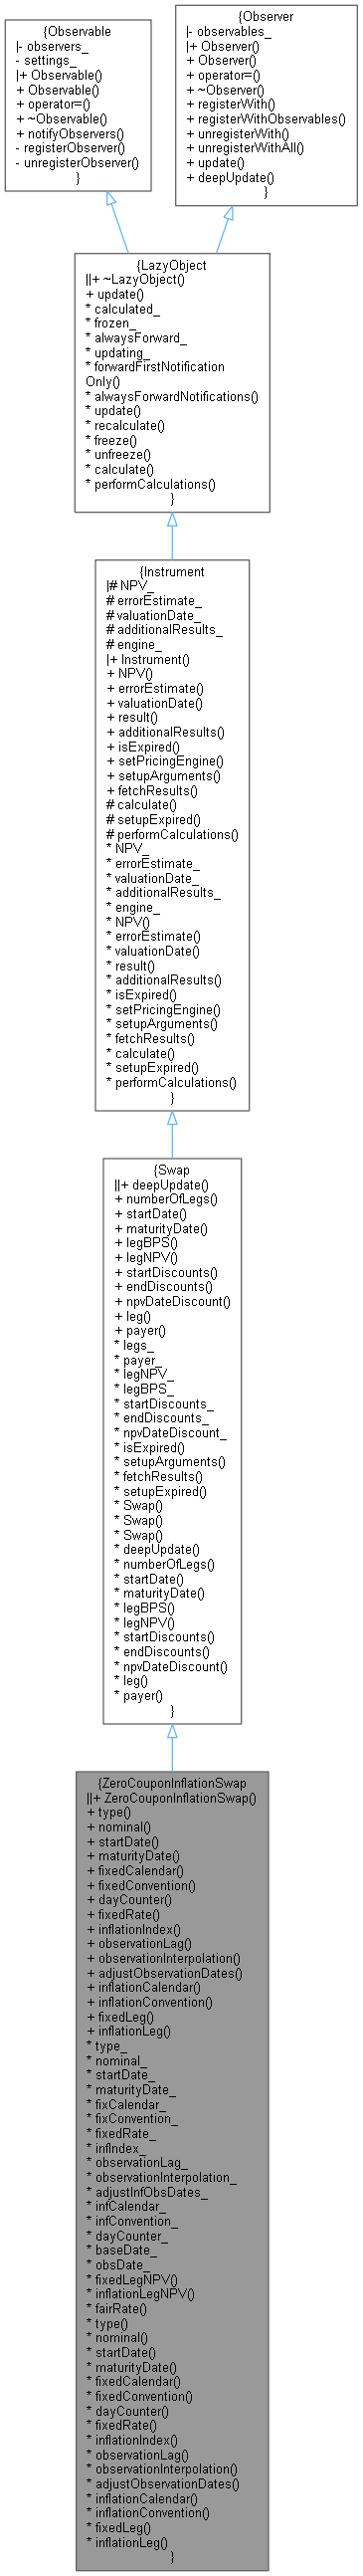 {Observable
|- observers_
- settings_
|+ Observable()
+ Observable()
+ operator=()
+ ~Observable()
+ notifyObservers()
- registerObserver()
- unregisterObserver()
}
{Observer
|- observables_
|+ Observer()
+ Observer()
+ operator=()
+ ~Observer()
+ registerWith()
+ registerWithObservables()
+ unregisterWith()
+ unregisterWithAll()
+ update()
+ deepUpdate()
}
{LazyObject
||+ ~LazyObject()
+ update()
* calculated_
* frozen_
* alwaysForward_
* updating_
* forwardFirstNotification
Only()
* alwaysForwardNotifications()
* update()
* recalculate()
* freeze()
* unfreeze()
* calculate()
* performCalculations()
}
{Instrument
|# NPV_
# errorEstimate_
# valuationDate_
# additionalResults_
# engine_
|+ Instrument()
+ NPV()
+ errorEstimate()
+ valuationDate()
+ result()
+ additionalResults()
+ isExpired()
+ setPricingEngine()
+ setupArguments()
+ fetchResults()
# calculate()
# setupExpired()
# performCalculations()
* NPV_
* errorEstimate_
* valuationDate_
* additionalResults_
* engine_
* NPV()
* errorEstimate()
* valuationDate()
* result()
* additionalResults()
* isExpired()
* setPricingEngine()
* setupArguments()
* fetchResults()
* calculate()
* setupExpired()
* performCalculations()
}
{Swap
||+ deepUpdate()
+ numberOfLegs()
+ startDate()
+ maturityDate()
+ legBPS()
+ legNPV()
+ startDiscounts()
+ endDiscounts()
+ npvDateDiscount()
+ leg()
+ payer()
* legs_
* payer_
* legNPV_
* legBPS_
* startDiscounts_
* endDiscounts_
* npvDateDiscount_
* isExpired()
* setupArguments()
* fetchResults()
* setupExpired()
* Swap()
* Swap()
* Swap()
* deepUpdate()
* numberOfLegs()
* startDate()
* maturityDate()
* legBPS()
* legNPV()
* startDiscounts()
* endDiscounts()
* npvDateDiscount()
* leg()
* payer()
}
{ZeroCouponInflationSwap
||+ ZeroCouponInflationSwap()
+ type()
+ nominal()
+ startDate()
+ maturityDate()
+ fixedCalendar()
+ fixedConvention()
+ dayCounter()
+ fixedRate()
+ inflationIndex()
+ observationLag()
+ observationInterpolation()
+ adjustObservationDates()
+ inflationCalendar()
+ inflationConvention()
+ fixedLeg()
+ inflationLeg()
* type_
* nominal_
* startDate_
* maturityDate_
* fixCalendar_
* fixConvention_
* fixedRate_
* infIndex_
* observationLag_
* observationInterpolation_
* adjustInfObsDates_
* infCalendar_
* infConvention_
* dayCounter_
* baseDate_
* obsDate_
* fixedLegNPV()
* inflationLegNPV()
* fairRate()
* type()
* nominal()
* startDate()
* maturityDate()
* fixedCalendar()
* fixedConvention()
* dayCounter()
* fixedRate()
* inflationIndex()
* observationLag()
* observationInterpolation()
* adjustObservationDates()
* inflationCalendar()
* inflationConvention()
* fixedLeg()
* inflationLeg()
}